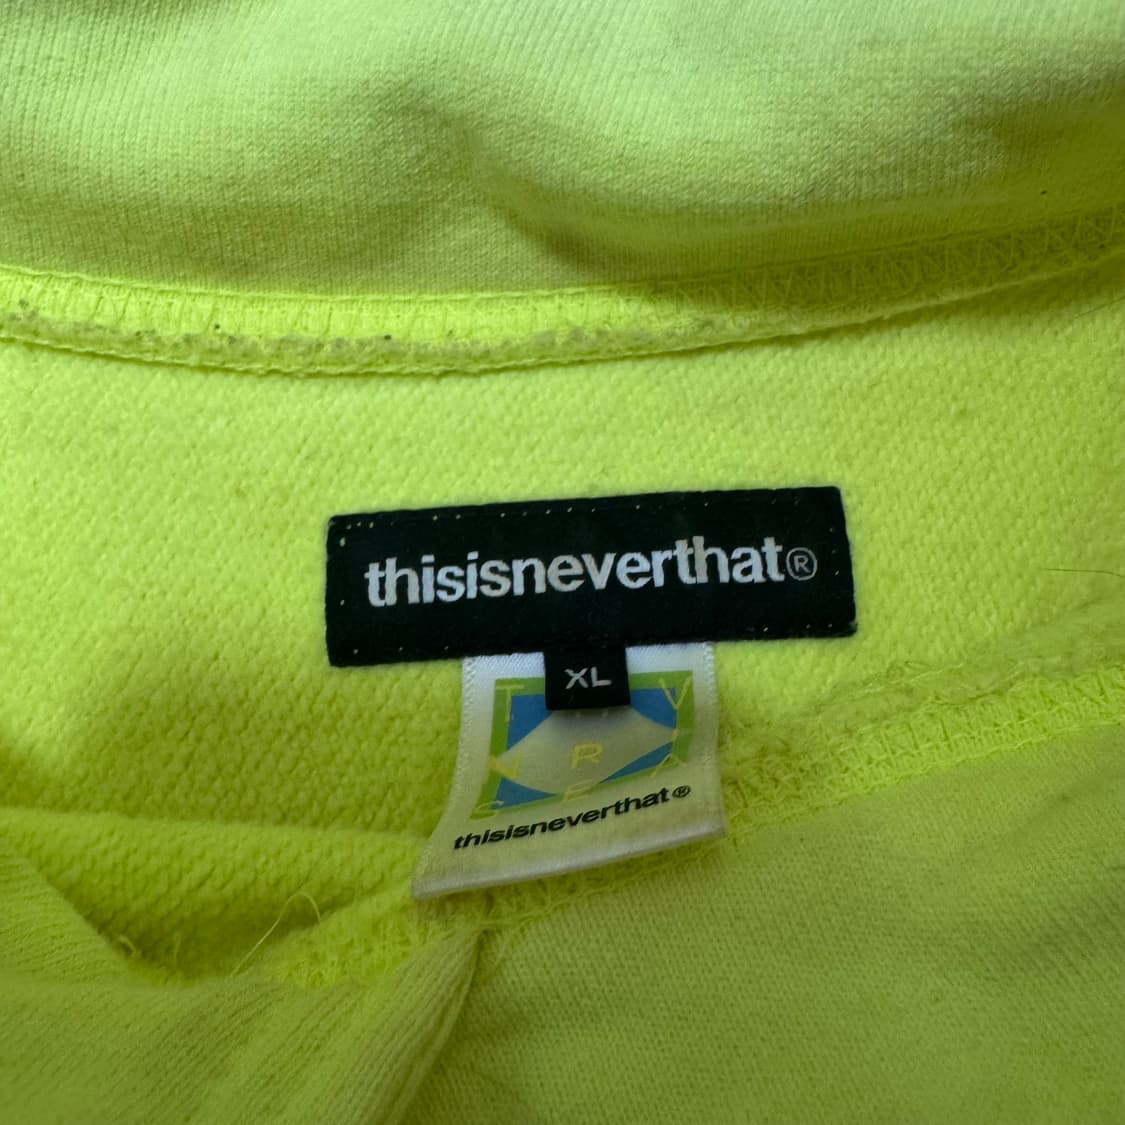 thisisneverthat®
XL
T V
R
N I A
S E
thisisneverthat®